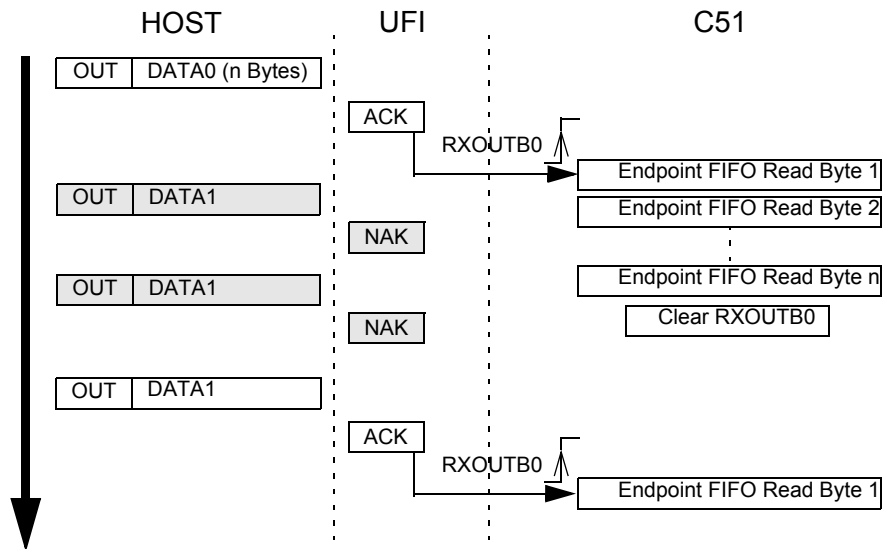 HOST UFI C51
OUT DATA0 (n Bytes)
ACK
RXOUTB0
Endpoint FIFO Read Byte 1
OUT DATA1
Endpoint FIFO Read Byte 2
NAK
OUT DATA1
Endpoint FIFO Read Byte n
NAK
Clear RXOUTB0
OUT DATA1
ACK
RXOUTB0
Endpoint FIFO Read Byte 1